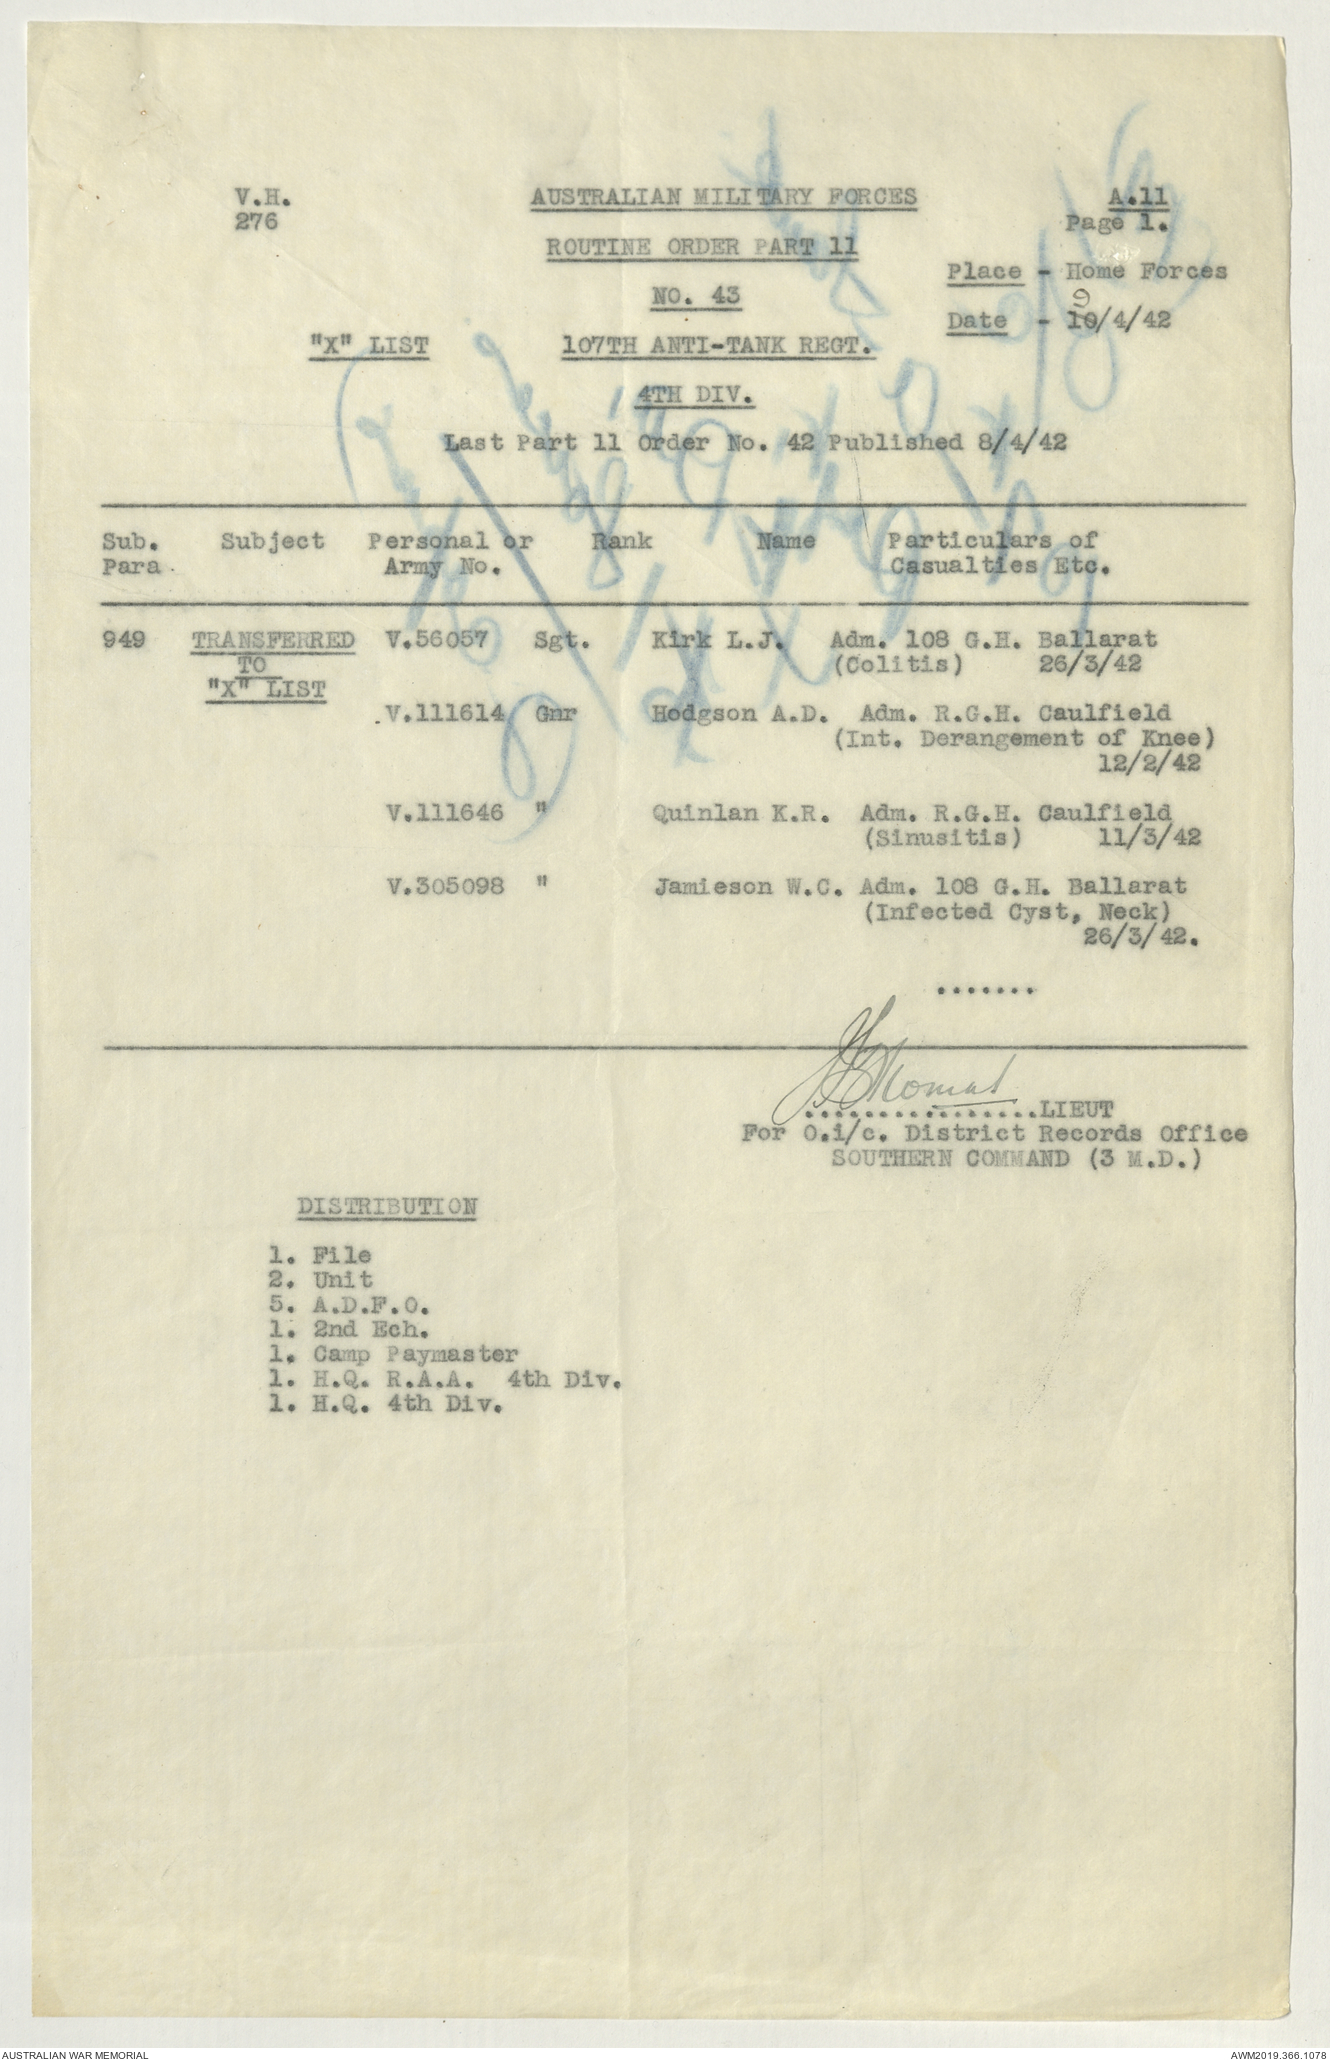 V.H. AUSTRALIAN MILITARY FORCES A.11
276 Page 1.
ROUTINE ORDER PART 11
Place - Home Forces
NO. 43
9
Date - 10/4/42
"X" LIST 107TH ANTI-TANK REGT.
4TH DIV.
Last Part 11 Order No. 42 Published 8/4/42
Sub. Subject Personal or Rank Name Particulars of
Para Army No. Casualties Etc.
949 TRANSFERRED V.56057 Sgt. Kirk L.J. Adm. 108 G.H. Ballarat
TO (Colitis) 26/3/42
"X" LIST
V.111614 Gnr Hodgson A.D. Adm. R.G.H. Caulfield
(Int. Derangement of Knee)
12/2/42
V.111646 " Quinlan K.R. Adm. R.G.H. Caulfield
(Sinusitis) 11/3/42
V.305098 " Jamieson W.C. Adm. 108 G.H. Ballarat
(Infected Cyst, Neck)
26/3/42.
.......
................LIEUT
For O.i/c. District Records Office
SOUTHERN COMMAND (3 M.D.)
DISTRIBUTION
1. File
2. Unit
5. A.D.F.O.
1. 2nd Ech.
1. Camp Paymaster
1. H.Q. R.A.A. 4th Div.
1. H.Q. 4th Div.
AUSTRALIAN WAR MEMORIAL AWM2019.366.1078